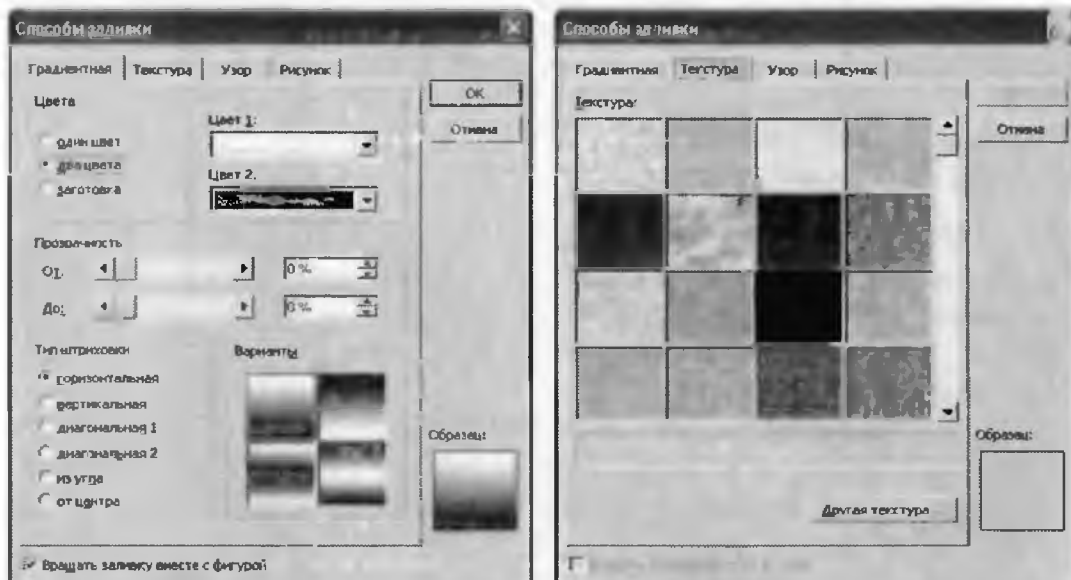 Способы заливки
Градиентная Текстура Узор Рисунок
Цвета
один цвет
два цвета
заготовка
Цвет 1:
Цвет 2:
Прозрачность
От: 0 %
До: 0 %
Тип штриховки
горизонтальная
вертикальная
диагональная 1
диагональная 2
из угла
от центра
Варианты
ОК
Отмена
Образец:
Вращать заливку вместе с фигурой
Способы заливки
Градиентная Текстура Узор Рисунок
Текстура:
Отмена
Образец:
Другая текстура